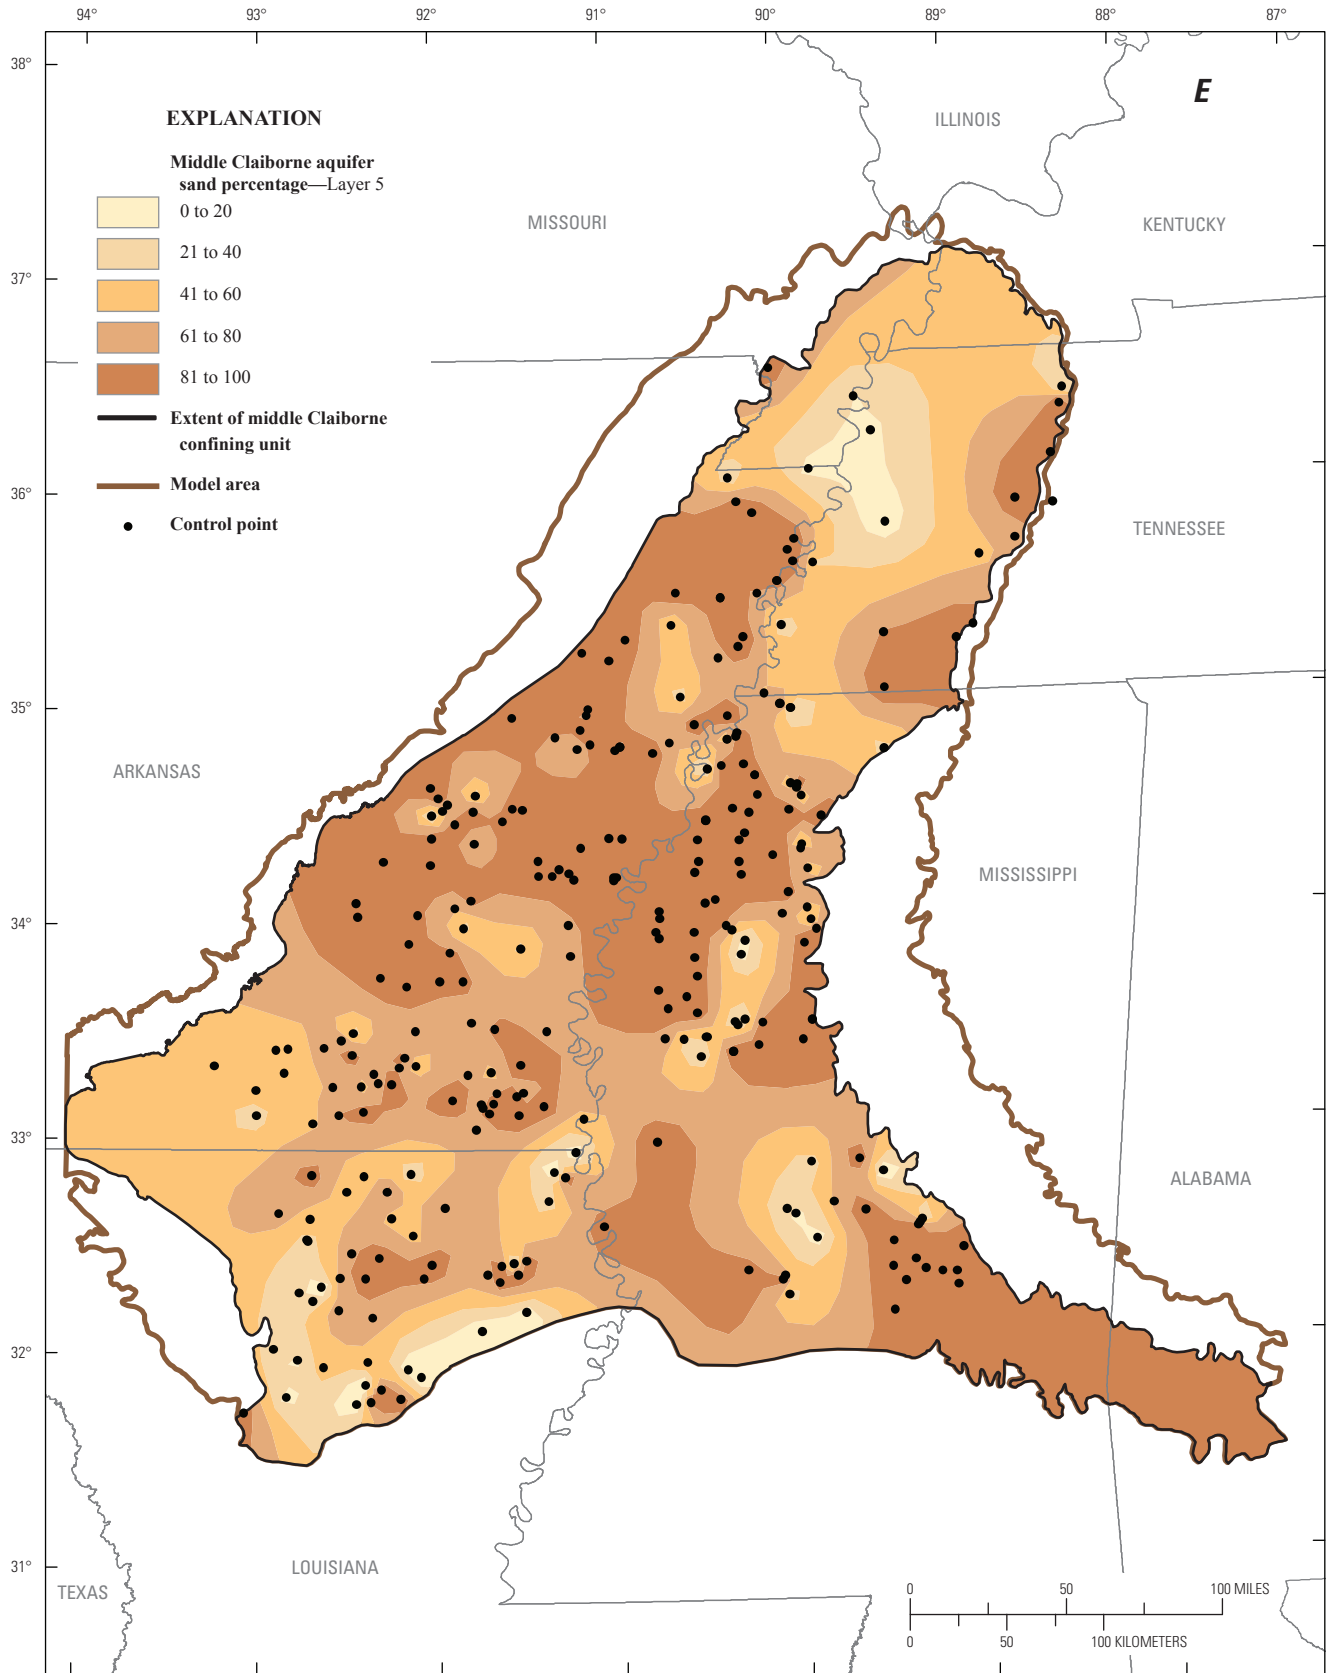 94° 93° 92° 91° 90° 89° 88° 87°
38°
E
EXPLANATION
ILLINOIS
Middle Claiborne aquifer
sand percentage—Layer 5
0 to 20
MISSOURI
KENTUCKY
21 to 40
37°
41 to 60
61 to 80
81 to 100
Extent of middle Claiborne
confining unit
Model area
36°
Control point
TENNESSEE
35°
ARKANSAS
MISSISSIPPI
34°
33°
ALABAMA
32°
31°
LOUISIANA
TEXAS
0 50 100 MILES
0 50 100 KILOMETERS